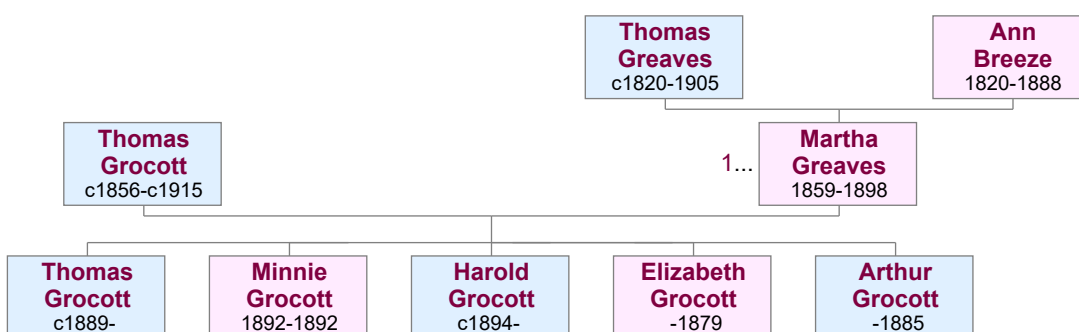 Thomas
Greaves
c1820-1905
Ann
Breeze
1820-1888
Thomas
Grocott
c1856-c1915
1...
Martha
Greaves
1859-1898
Thomas
Grocott
c1889-
Minnie
Grocott
1892-1892
Harold
Grocott
c1894-
Elizabeth
Grocott
-1879
Arthur
Grocott
-1885